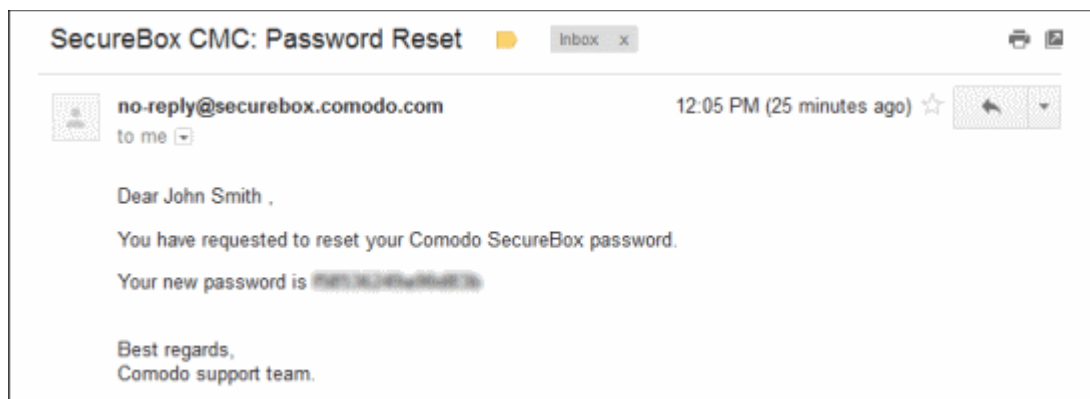 SecureBox CMC: Password Reset Inbox x
no-reply@securebox.comodo.com 12:05 PM (25 minutes ago)
to me
Dear John Smith ,
You have requested to reset your Comodo SecureBox password.
Your new password is
Best regards,
Comodo support team.